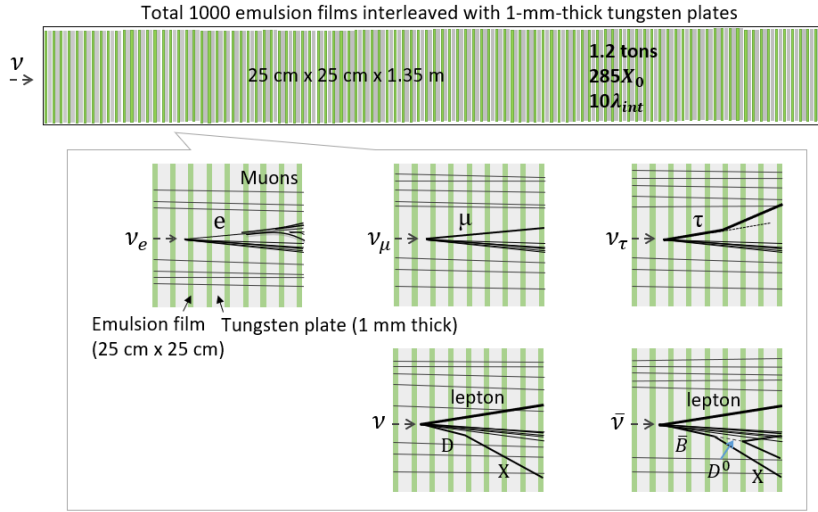 Total 1000 emulsion films interleaved with 1-mm-thick tungsten plates
ν
25 cm x 25 cm x 1.35 m
1.2 tons
285X₀
10λ_int
Muons
e
ν_e
μ
ν_μ
τ
ν_τ
Emulsion film
(25 cm x 25 cm)
Tungsten plate (1 mm thick)
lepton
ν
D
X
lepton
ν̄
B̄
D⁰
X